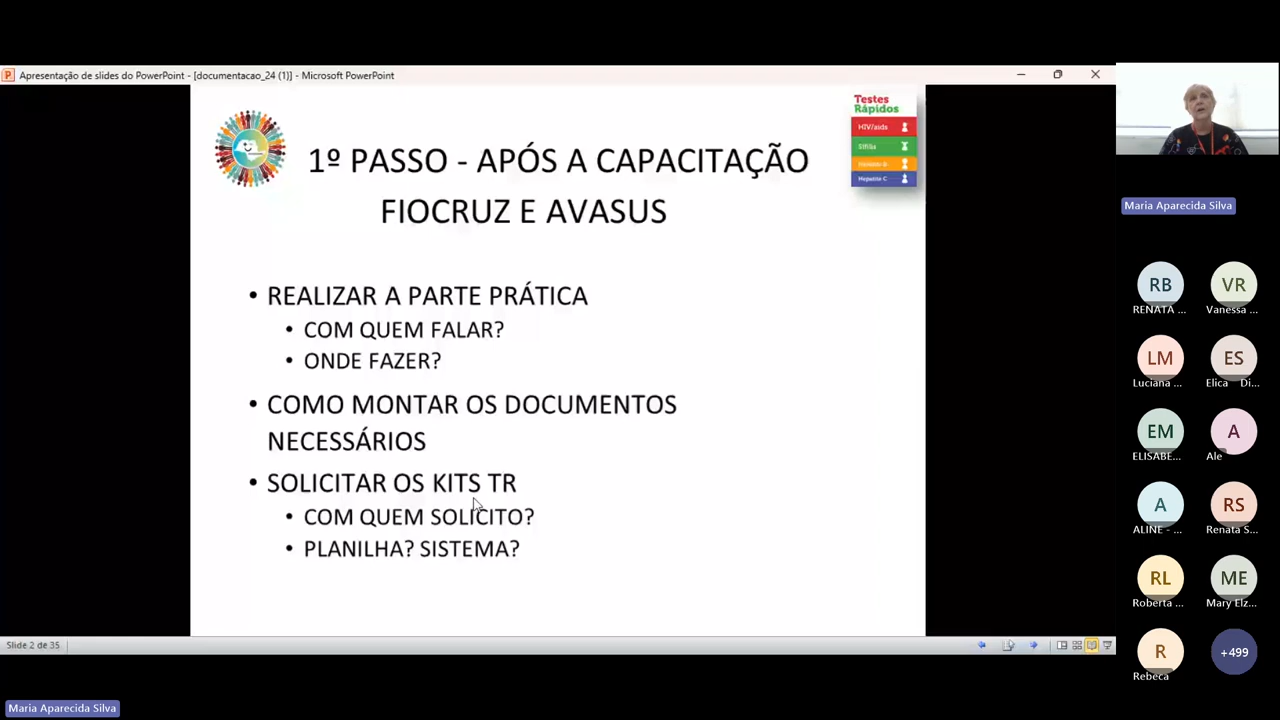 Apresentação de slides do PowerPoint - [documentacao_24 (1)] - Microsoft PowerPoint
Testes
Rápidos
HIV/aids
Sífilis
Hepatite B
Hepatite C
1º PASSO - APÓS A CAPACITAÇÃO
FIOCRUZ E AVASUS
• REALIZAR A PARTE PRÁTICA
• COM QUEM FALAR?
• ONDE FAZER?
• COMO MONTAR OS DOCUMENTOS
NECESSÁRIOS
• SOLICITAR OS KITS TR
• COM QUEM SOLICITO?
• PLANILHA? SISTEMA?
Slide 2 de 35
Maria Aparecida Silva
Maria Aparecida Silva
RB
VR
RENATA ...
Vanessa ...
LM
ES
Luciana ...
Elica Di...
EM
A
ELISABE...
Ale
A
RS
ALINE - ...
Renata S...
RL
ME
Roberta ...
Mary Elz...
R
+499
Rebeca